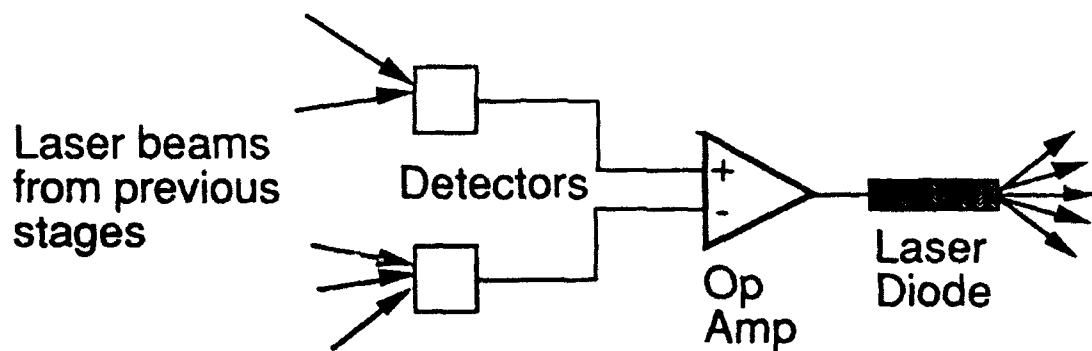 Laser beams
from previous
stages
Detectors
+
-
Op
Amp
Laser
Diode